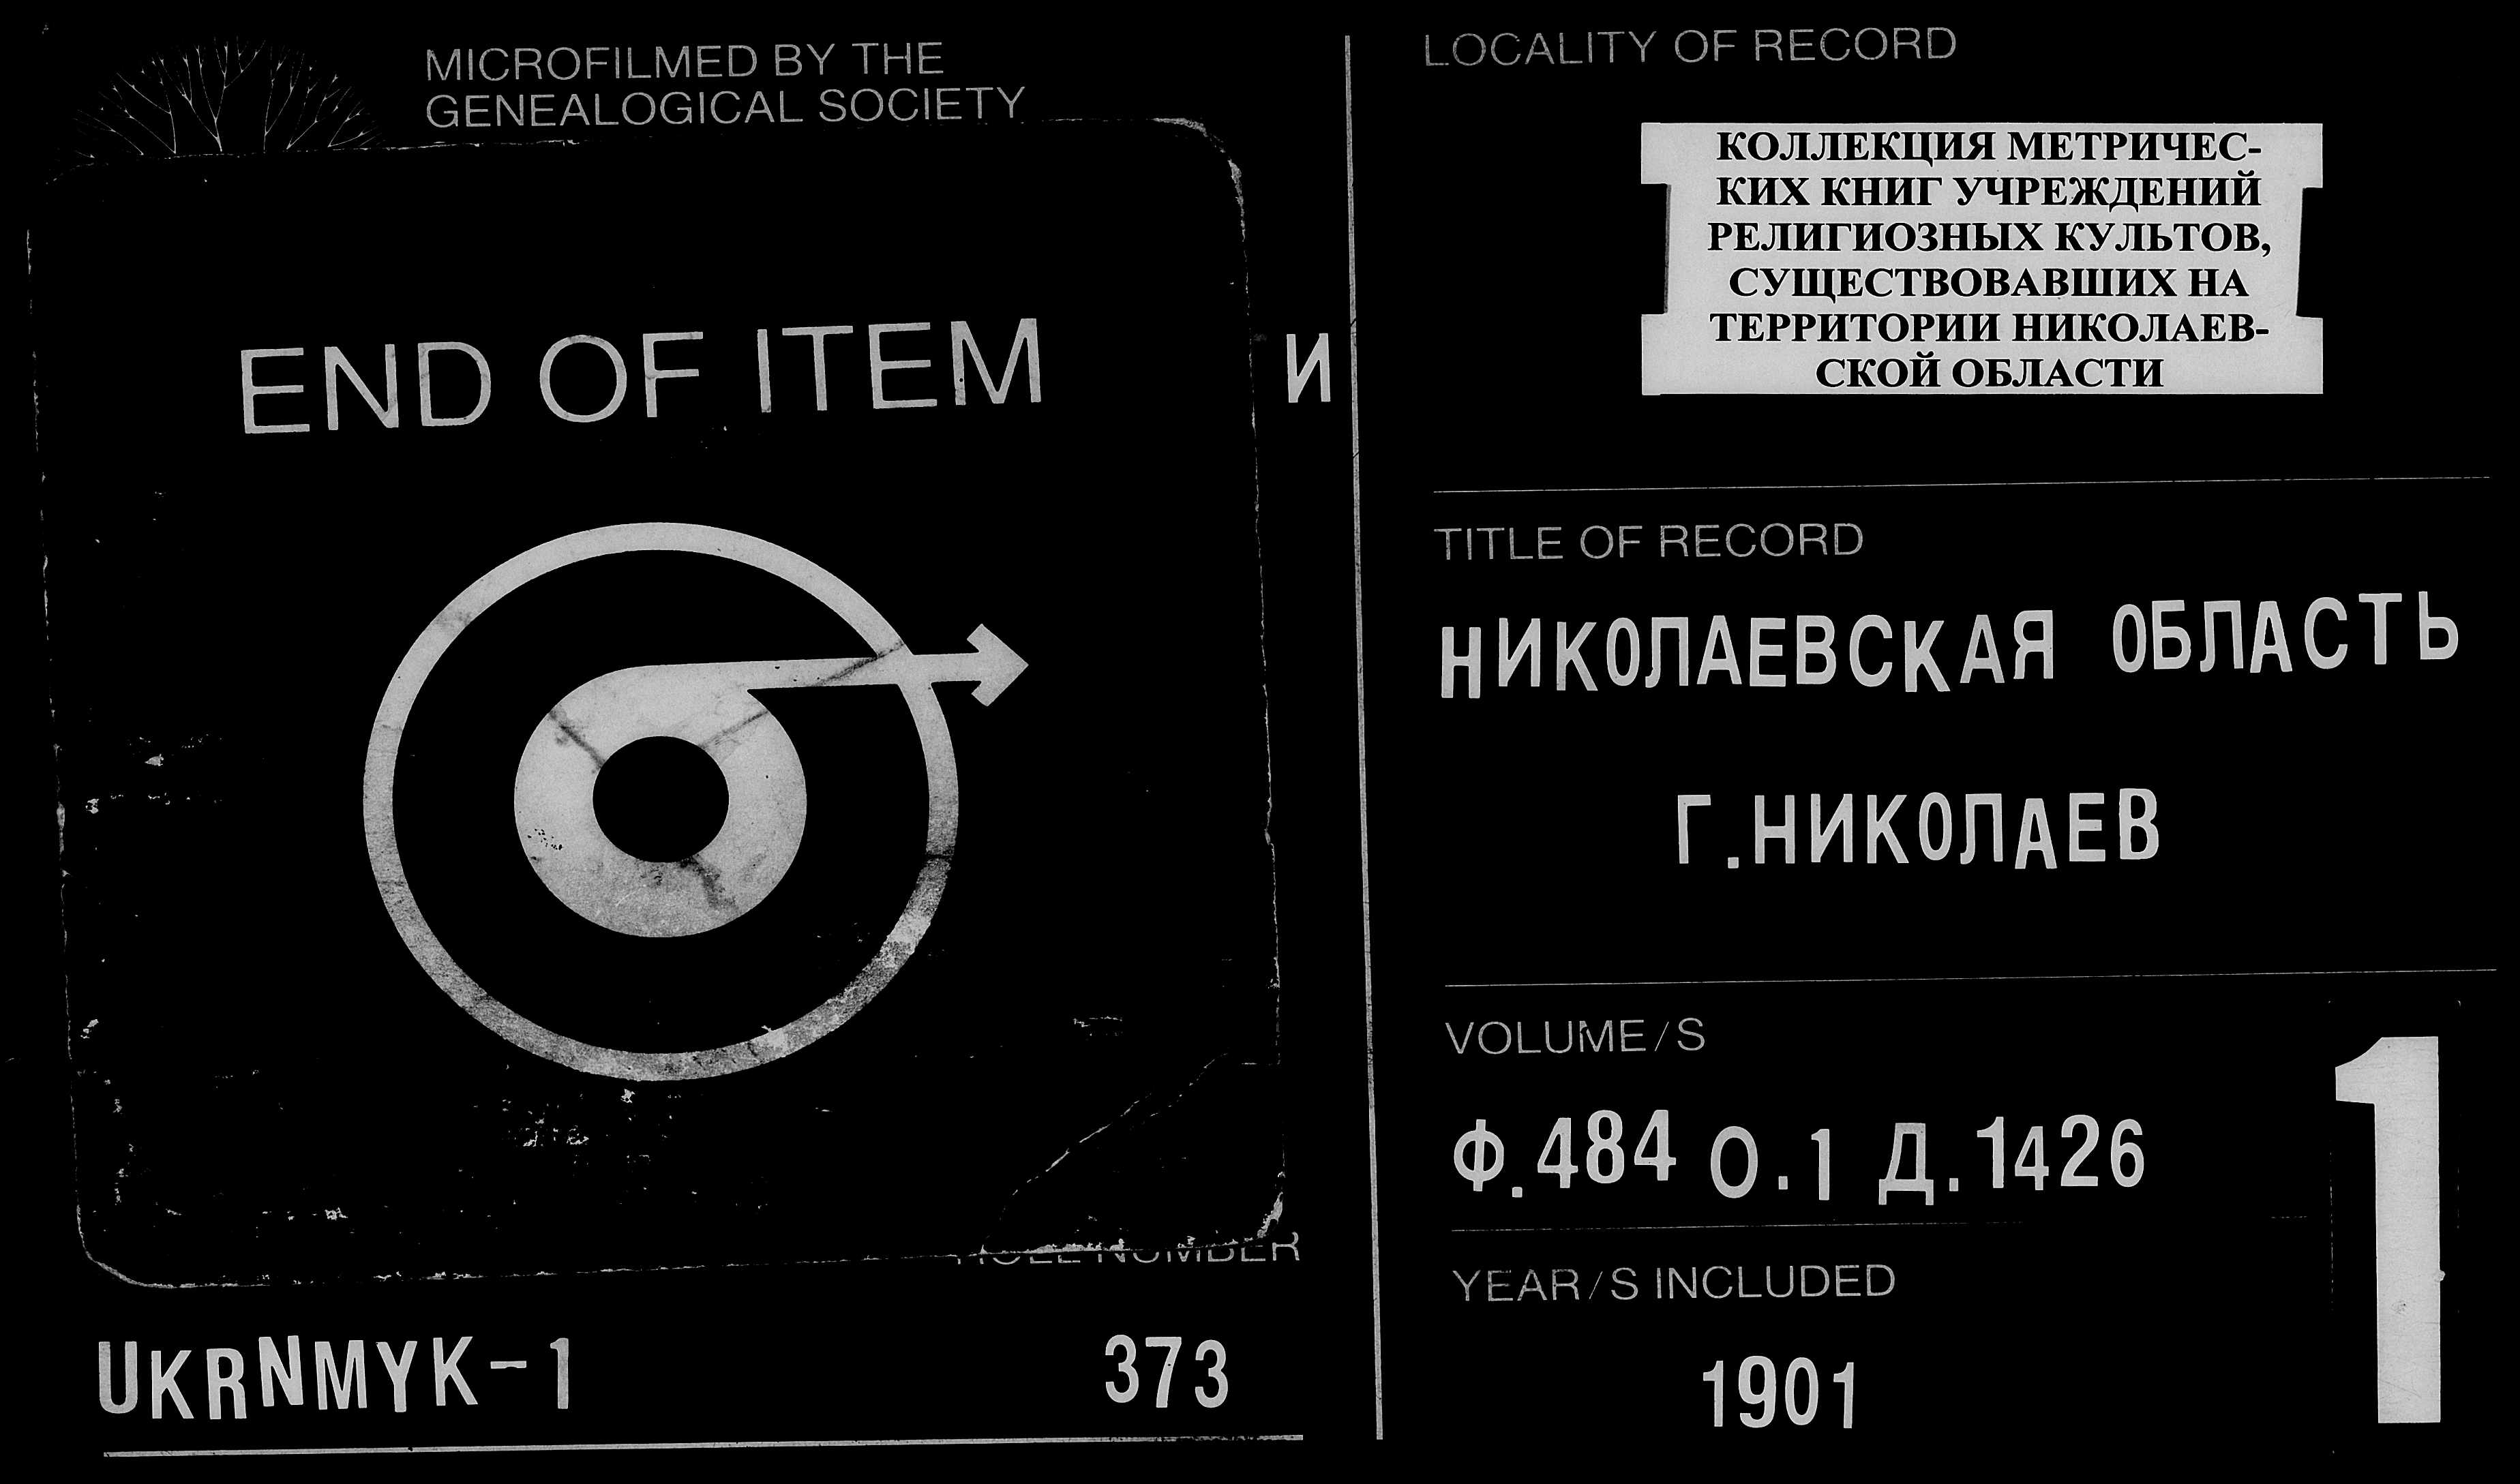 MICROFILMED BY THE
GENEALOGICAL SOCIETY
END OF ITEM
И
ROLL NUMBER
UKRNMYK-1
373
LOCALITY OF RECORD
КОЛЛЕКЦИЯ МЕТРИЧЕС-
КИХ КНИГ УЧРЕЖДЕНИЙ
РЕЛИГИОЗНЫХ КУЛЬТОВ,
СУЩЕСТВОВАВШИХ НА
ТЕРРИТОРИИ НИКОЛАЕВ-
СКОЙ ОБЛАСТИ
TITLE OF RECORD
НИКОЛАЕВСКАЯ ОБЛАСТЬ
Г.НИКОЛАЕВ
VOLUME/S
Ф.484 О.1 Д.1426
YEAR/S INCLUDED
1901
1